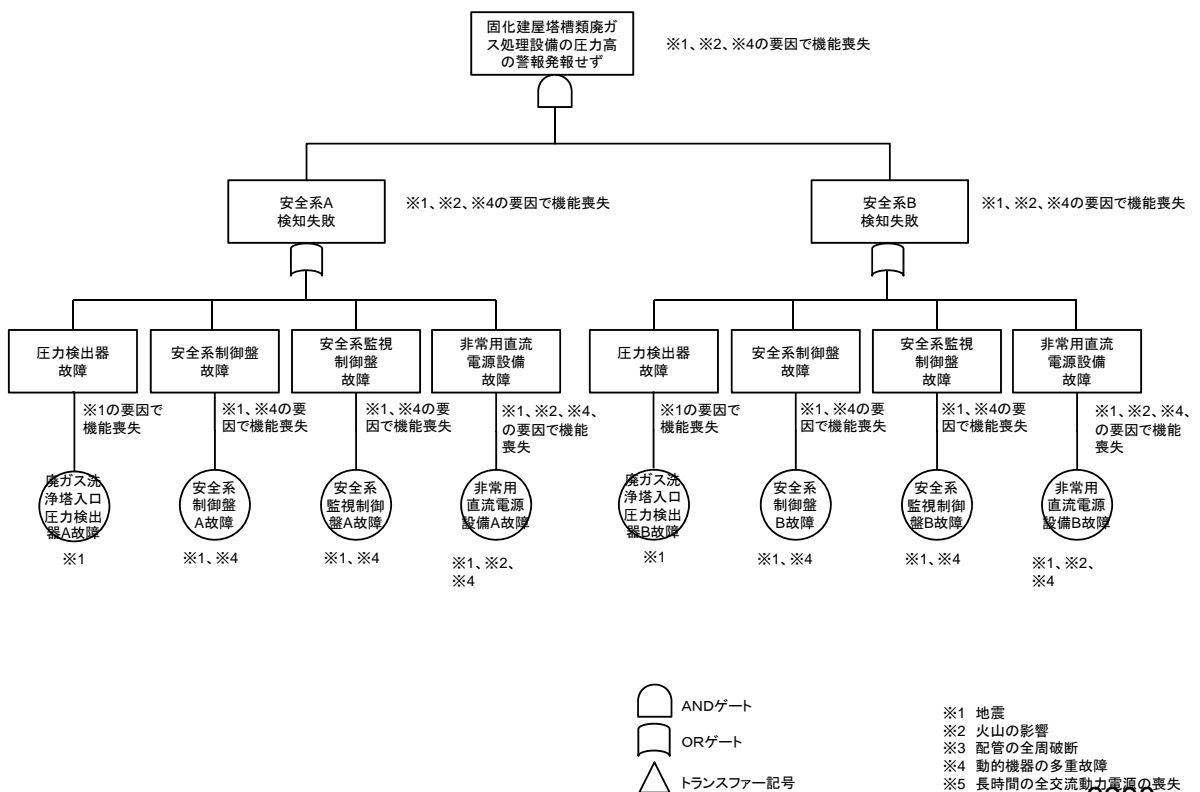 固化建屋塔槽類廃ガ
ス処理設備の圧力高
の警報発報せず
※1、※2、※4の要因で機能喪失
安全系A
検知失敗
※1、※2、※4の要因で機能喪失
安全系B
検知失敗
※1、※2、※4の要因で機能喪失
圧力検出器
故障
安全系制御盤
故障
安全系監視
制御盤
故障
非常用直流
電源設備
故障
圧力検出器
故障
安全系制御盤
故障
安全系監視
制御盤
故障
非常用直流
電源設備
故障
※1の要因で
機能喪失
※1、※4の要
因で機能喪失
※1、※4の要
因で機能喪失
※1、※2、※4、
の要因で機能
喪失
※1の要因で
機能喪失
※1、※4の要
因で機能喪失
※1、※4の要
因で機能喪失
※1、※2、※4、
の要因で機能
喪失
廃ガス洗
浄塔入口
圧力検出
器A故障
安全系
制御盤
A故障
安全系
監視制御
盤A故障
非常用
直流電源
設備A故障
廃ガス洗
浄塔入口
圧力検出
器B故障
安全系
制御盤
B故障
安全系
監視制御
盤B故障
非常用
直流電源
設備B故障
※1
※1、※4
※1、※4
※1、※2、
※4
※1
※1、※4
※1、※4
※1、※2、
※4
ANDゲート
ORゲート
トランスファー記号
※1 地震
※2 火山の影響
※3 配管の全周破断
※4 動的機器の多重故障
※5 長時間の全交流動力電源の喪失